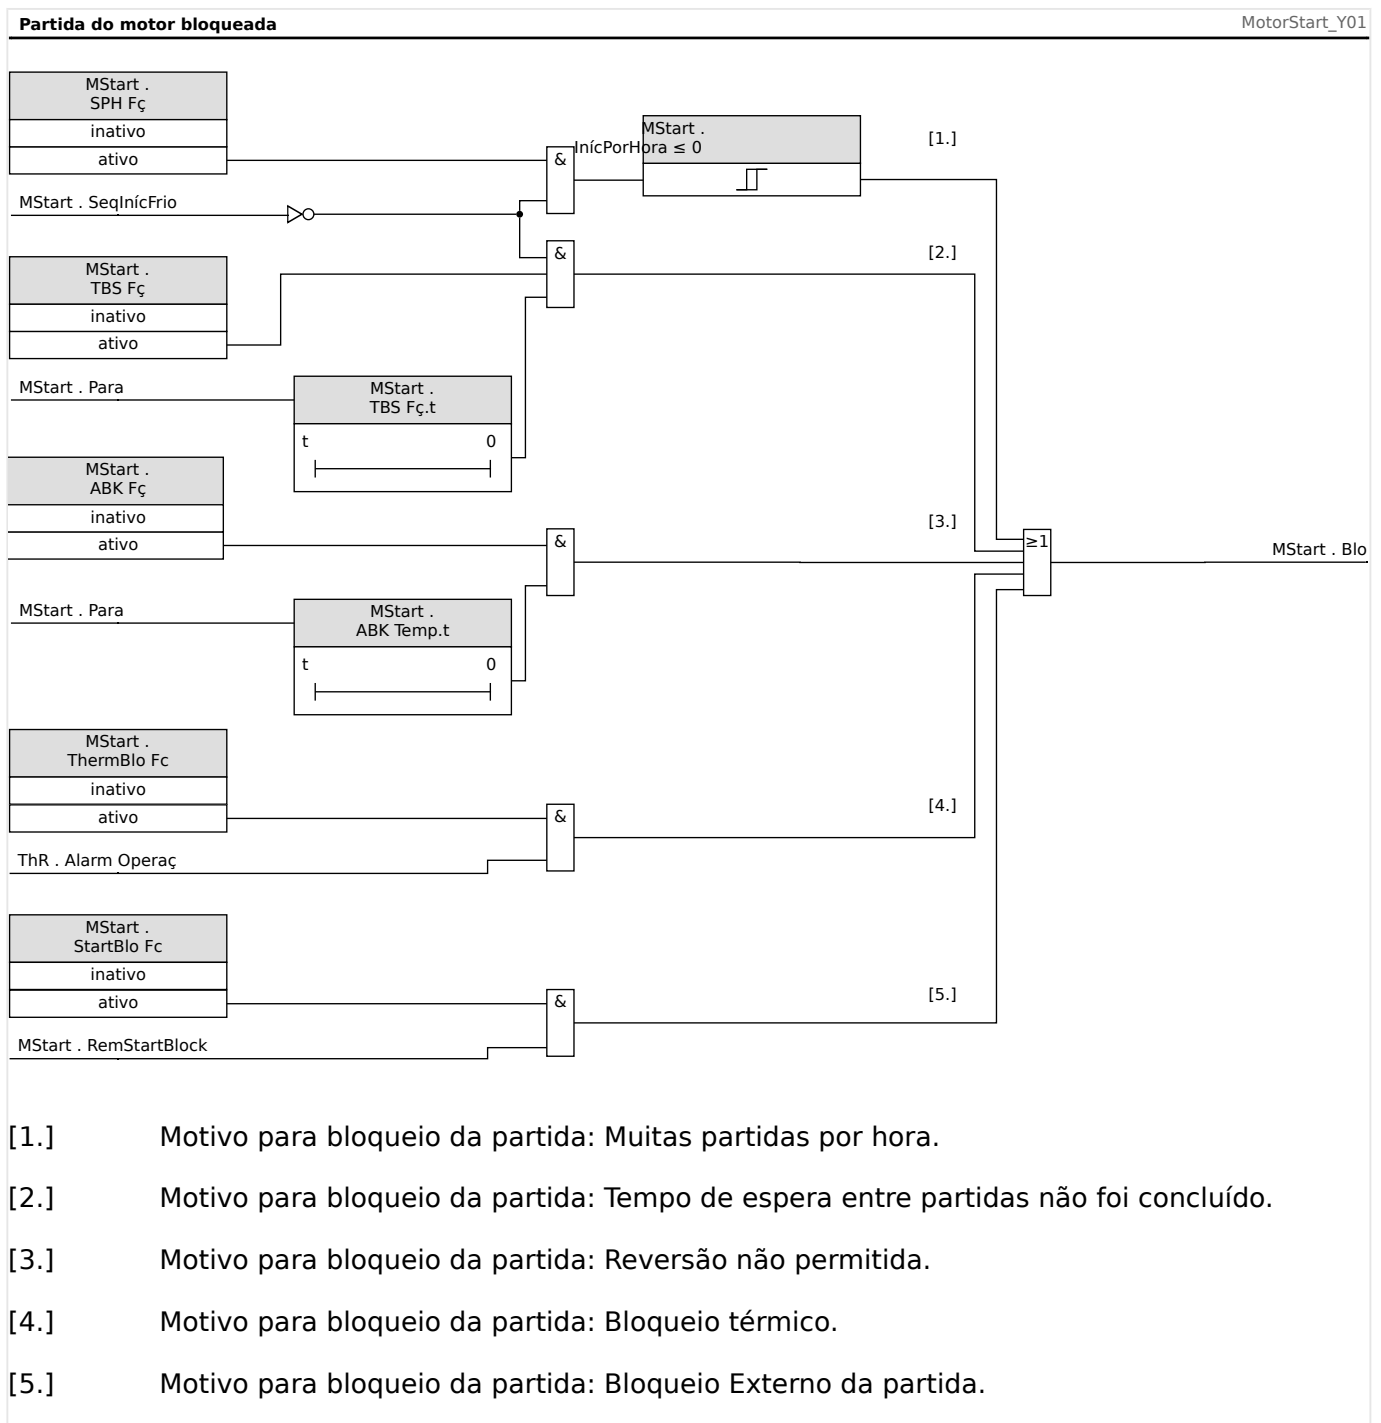 Partida do motor bloqueada
MotorStart_Y01
MStart .
SPH Fç
inativo
ativo
MStart . SeqInícFrio
&
MStart .
InícPorHora ≤ 0
[1.]
MStart .
TBS Fç
inativo
ativo
&
[2.]
MStart . Para
MStart .
TBS Fç.t
t 0
MStart .
ABK Fç
inativo
ativo
&
[3.]
≥1
MStart . Blo
MStart . Para
MStart .
ABK Temp.t
t 0
MStart .
ThermBlo Fc
inativo
ativo
&
[4.]
ThR . Alarm Operaç
MStart .
StartBlo Fc
inativo
ativo
&
[5.]
MStart . RemStartBlock
[1.] Motivo para bloqueio da partida: Muitas partidas por hora.
[2.] Motivo para bloqueio da partida: Tempo de espera entre partidas não foi concluído.
[3.] Motivo para bloqueio da partida: Reversão não permitida.
[4.] Motivo para bloqueio da partida: Bloqueio térmico.
[5.] Motivo para bloqueio da partida: Bloqueio Externo da partida.